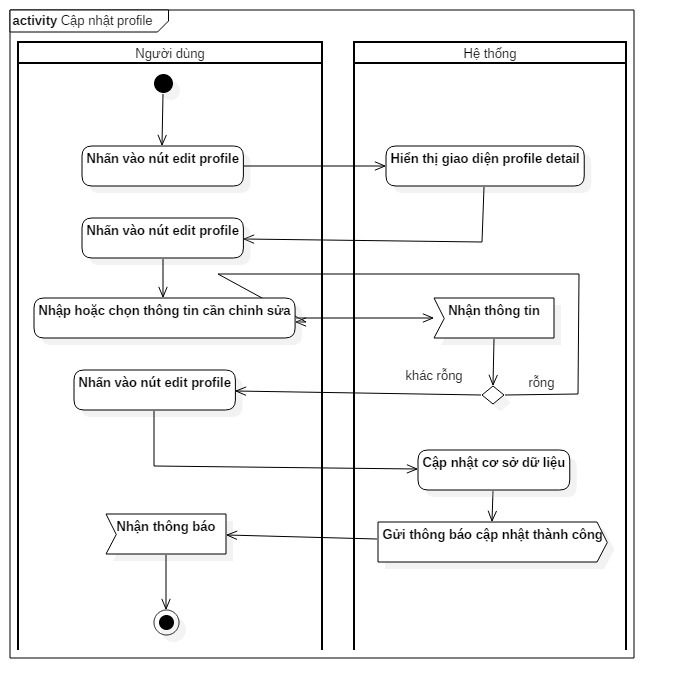 activity Cập nhật profile
Người dùng
Hệ thống
Nhấn vào nút edit profile
Hiển thị giao diện profile detail
Nhấn vào nút edit profile
Nhập hoặc chọn thông tin cần chỉnh sửa
Nhận thông tin
khác rỗng
rỗng
Nhấn vào nút edit profile
Cập nhật cơ sở dữ liệu
Nhận thông báo
Gửi thông báo cập nhật thành công